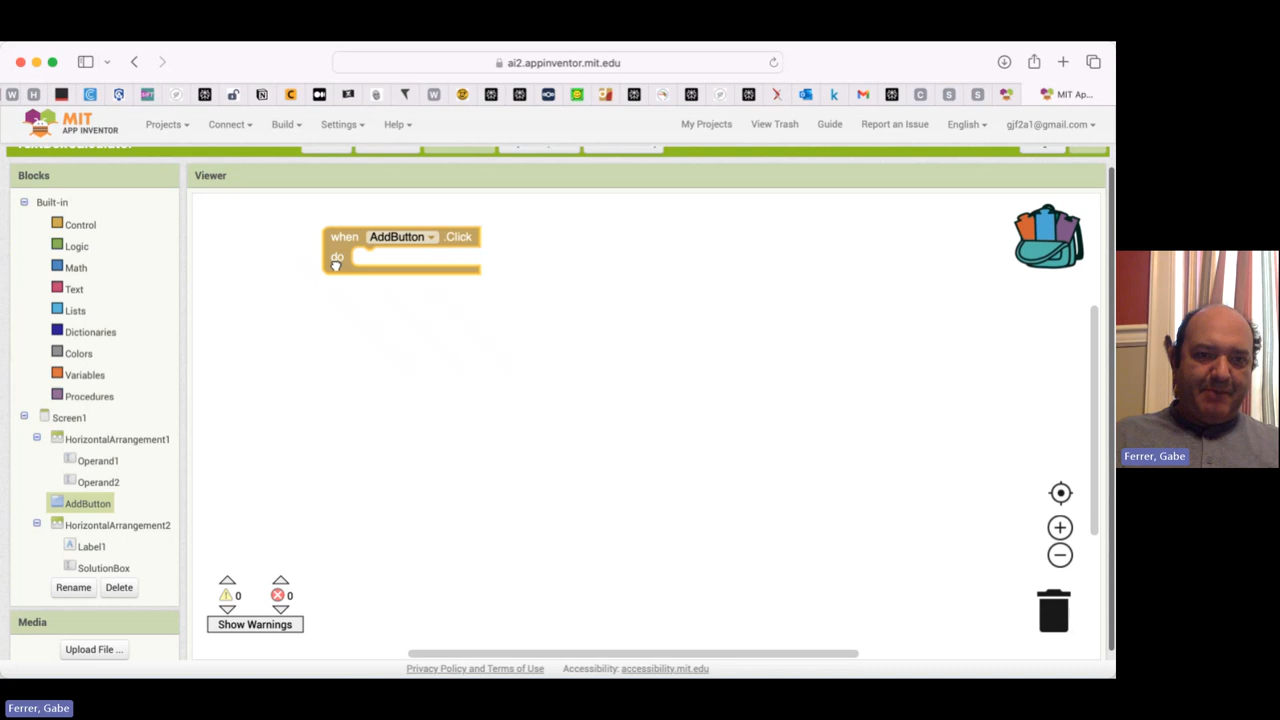 ai2.appinventor.mit.edu
MIT Ap...
MIT
APP INVENTOR
Projects
Connect
Build
Settings
Help
My Projects
View Trash
Guide
Report an Issue
English
gjf2a1@gmail.com
Blocks
Viewer
Built-in
Control
Logic
Math
Text
Lists
Dictionaries
Colors
Variables
Procedures
Screen1
HorizontalArrangement1
Operand1
Operand2
AddButton
HorizontalArrangement2
Label1
SolutionBox
Rename Delete
Media
Upload File ...
when AddButton .Click
do
0 0
Show Warnings
Privacy Policy and Terms of Use
Accessibility: accessibility.mit.edu
Ferrer, Gabe
Ferrer, Gabe